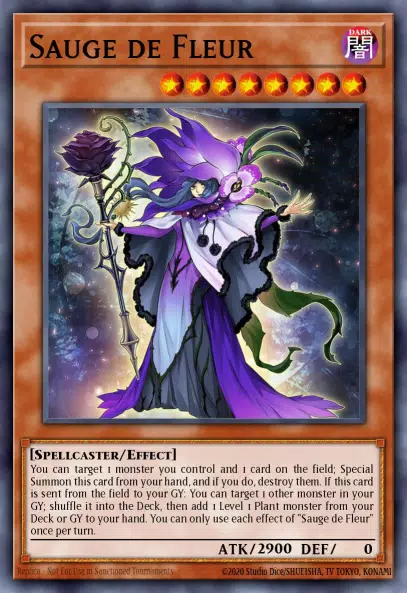 Sauge de Fleur
DARK
闇
[Spellcaster/Effect]
You can target 1 monster you control and 1 card on the field; Special
Summon this card from your hand, and if you do, destroy them. If this
card is sent from the field to your GY: You can target 1 other monster in your
GY; shuffle it into the Deck, then add 1 Level 1 Plant monster from your
Deck or GY to your hand. You can only use each effect of "Sauge de Fleur"
once per turn.
ATK/2900 DEF/ 0
Replica - Not For Use in Sanctioned Tournaments
©2020 Studio Dice/SHUEISHA, TV TOKYO, KONAMI